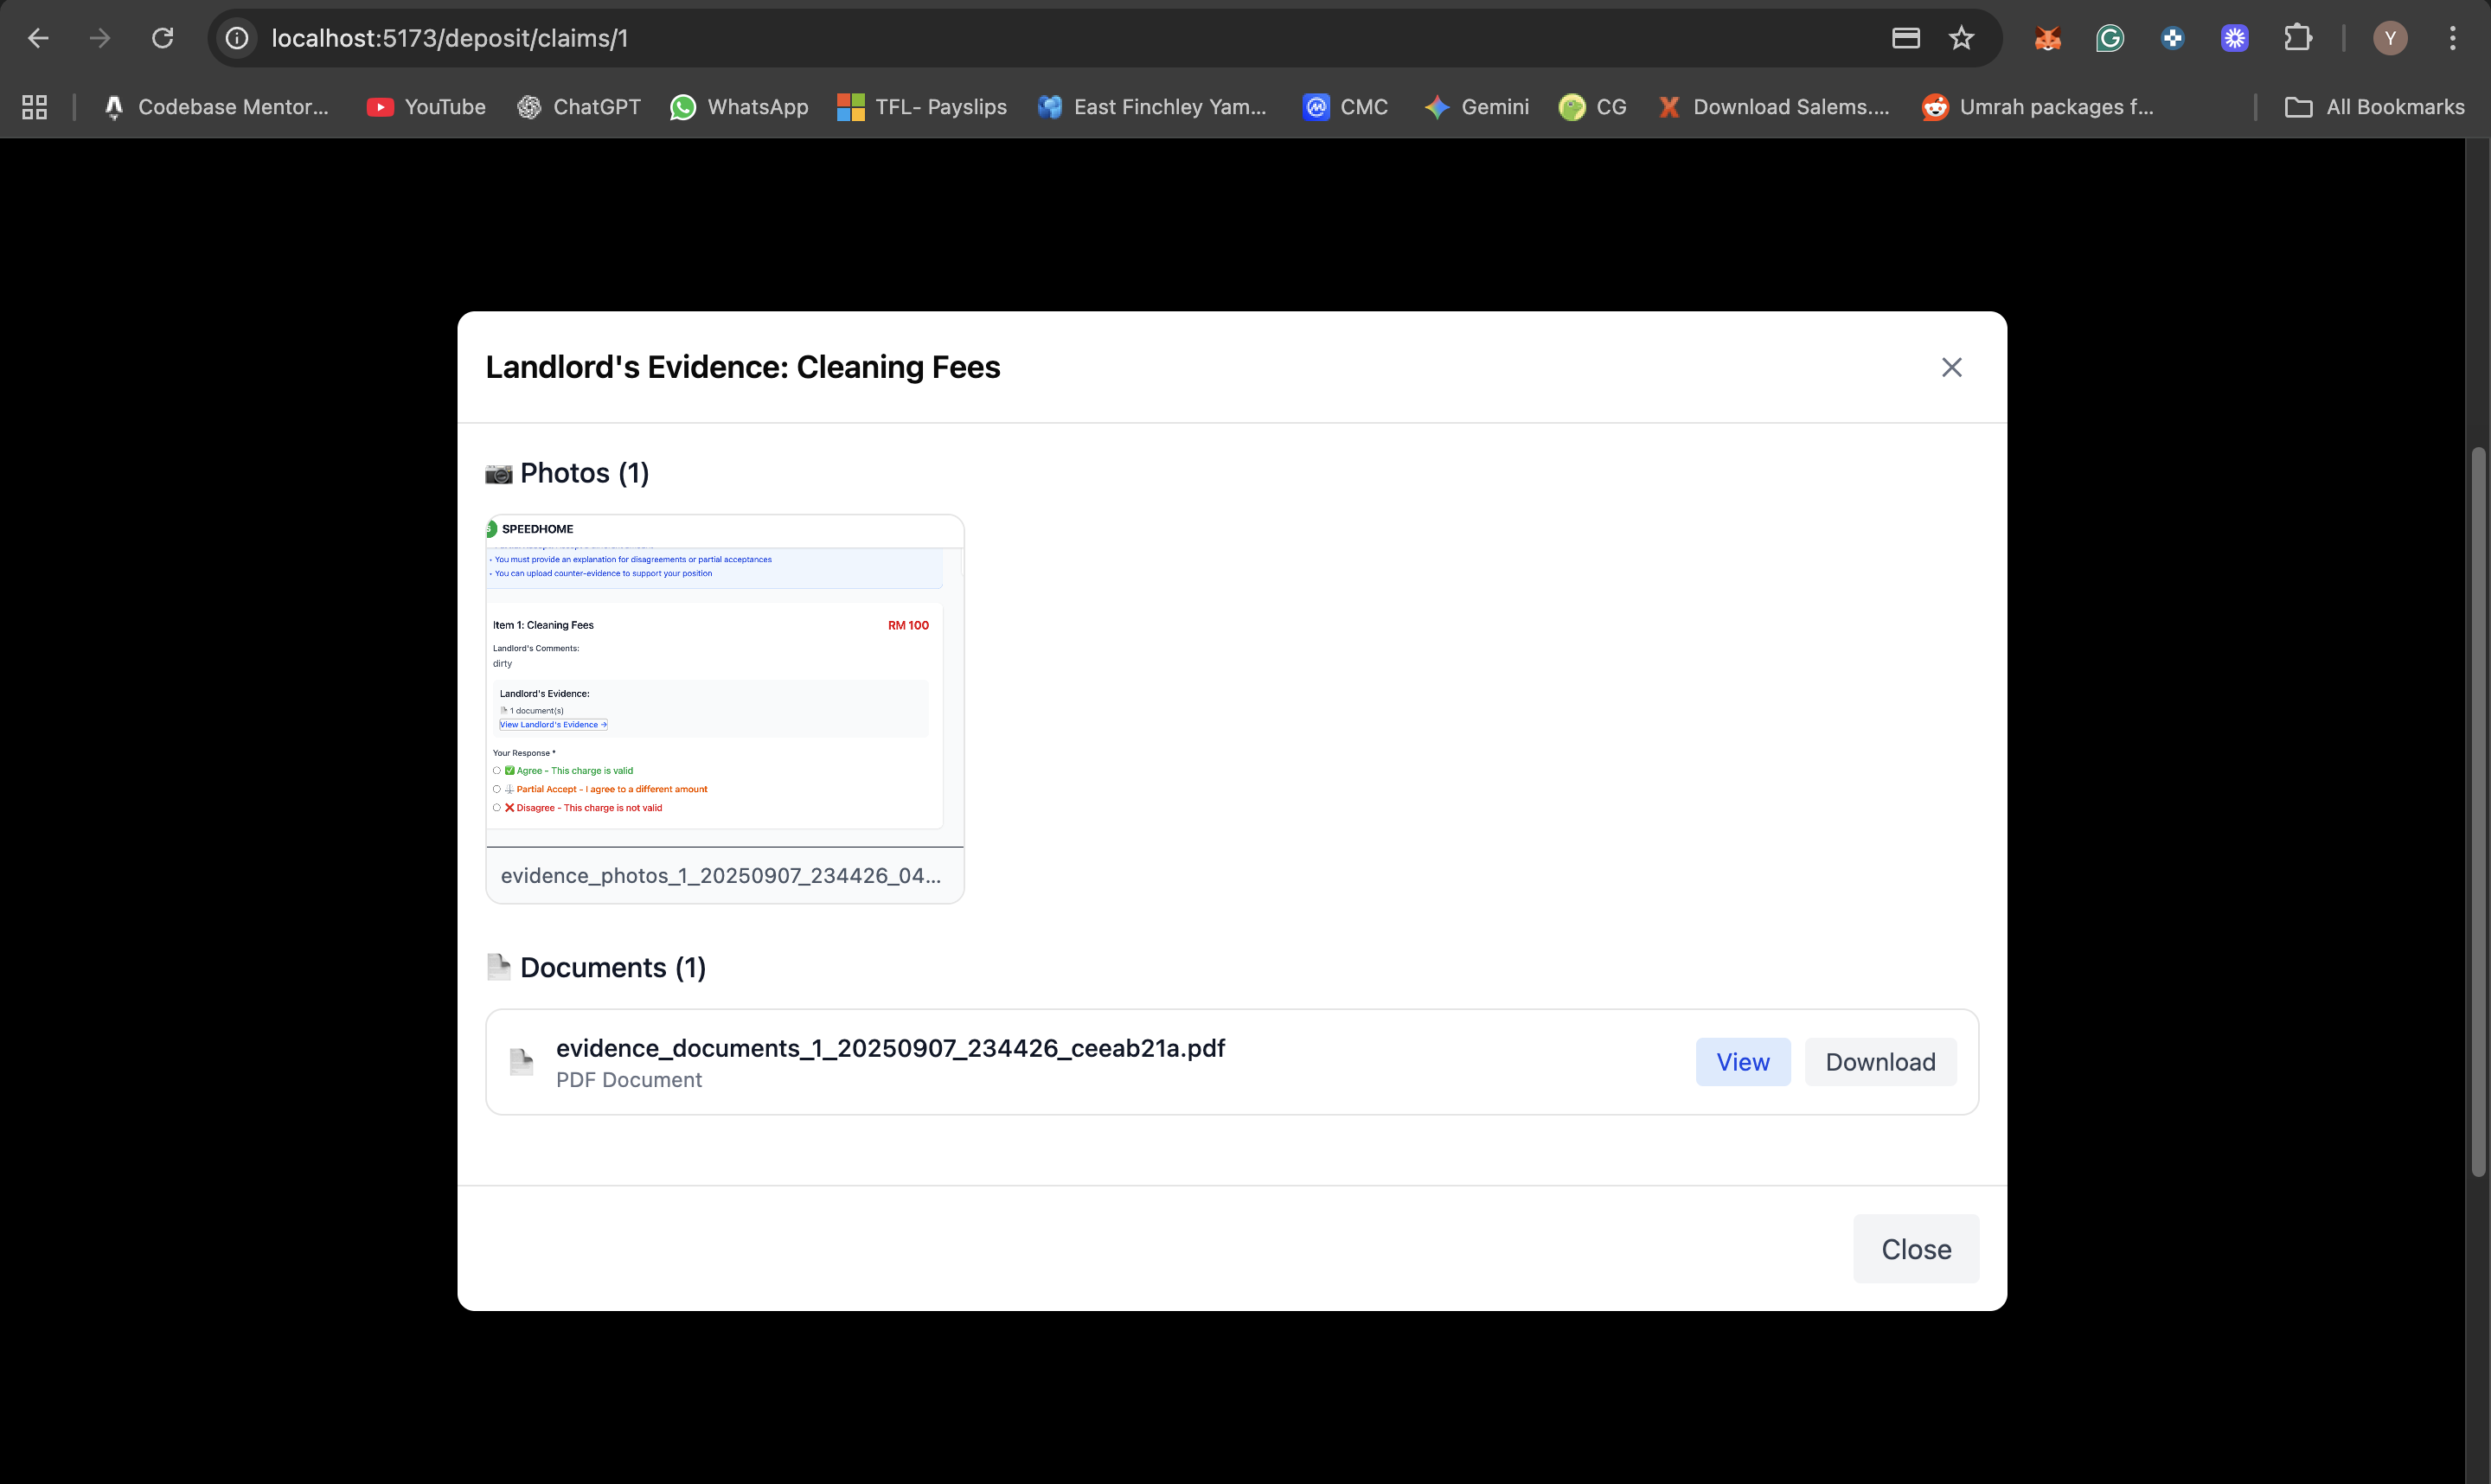 localhost:5173/deposit/claims/1
Codebase Mentor... YouTube ChatGPT WhatsApp TFL- Payslips East Finchley Yam... CMC Gemini CG Download Salems.... Umrah packages f... All Bookmarks
Y
Landlord's Evidence: Cleaning Fees
Photos (1)
SPEEDHOME
• You must provide an explanation for disagreements or partial acceptances
• You can upload counter-evidence to support your position
Item 1: Cleaning Fees RM 100
Landlord's Comments:
dirty
Landlord's Evidence:
1 document(s)
View Landlord's Evidence →
Your Response *
Agree - This charge is valid
Partial Accept - I agree to a different amount
Disagree - This charge is not valid
evidence_photos_1_20250907_234426_04...
Documents (1)
evidence_documents_1_20250907_234426_ceeab21a.pdf
PDF Document
View Download
Close